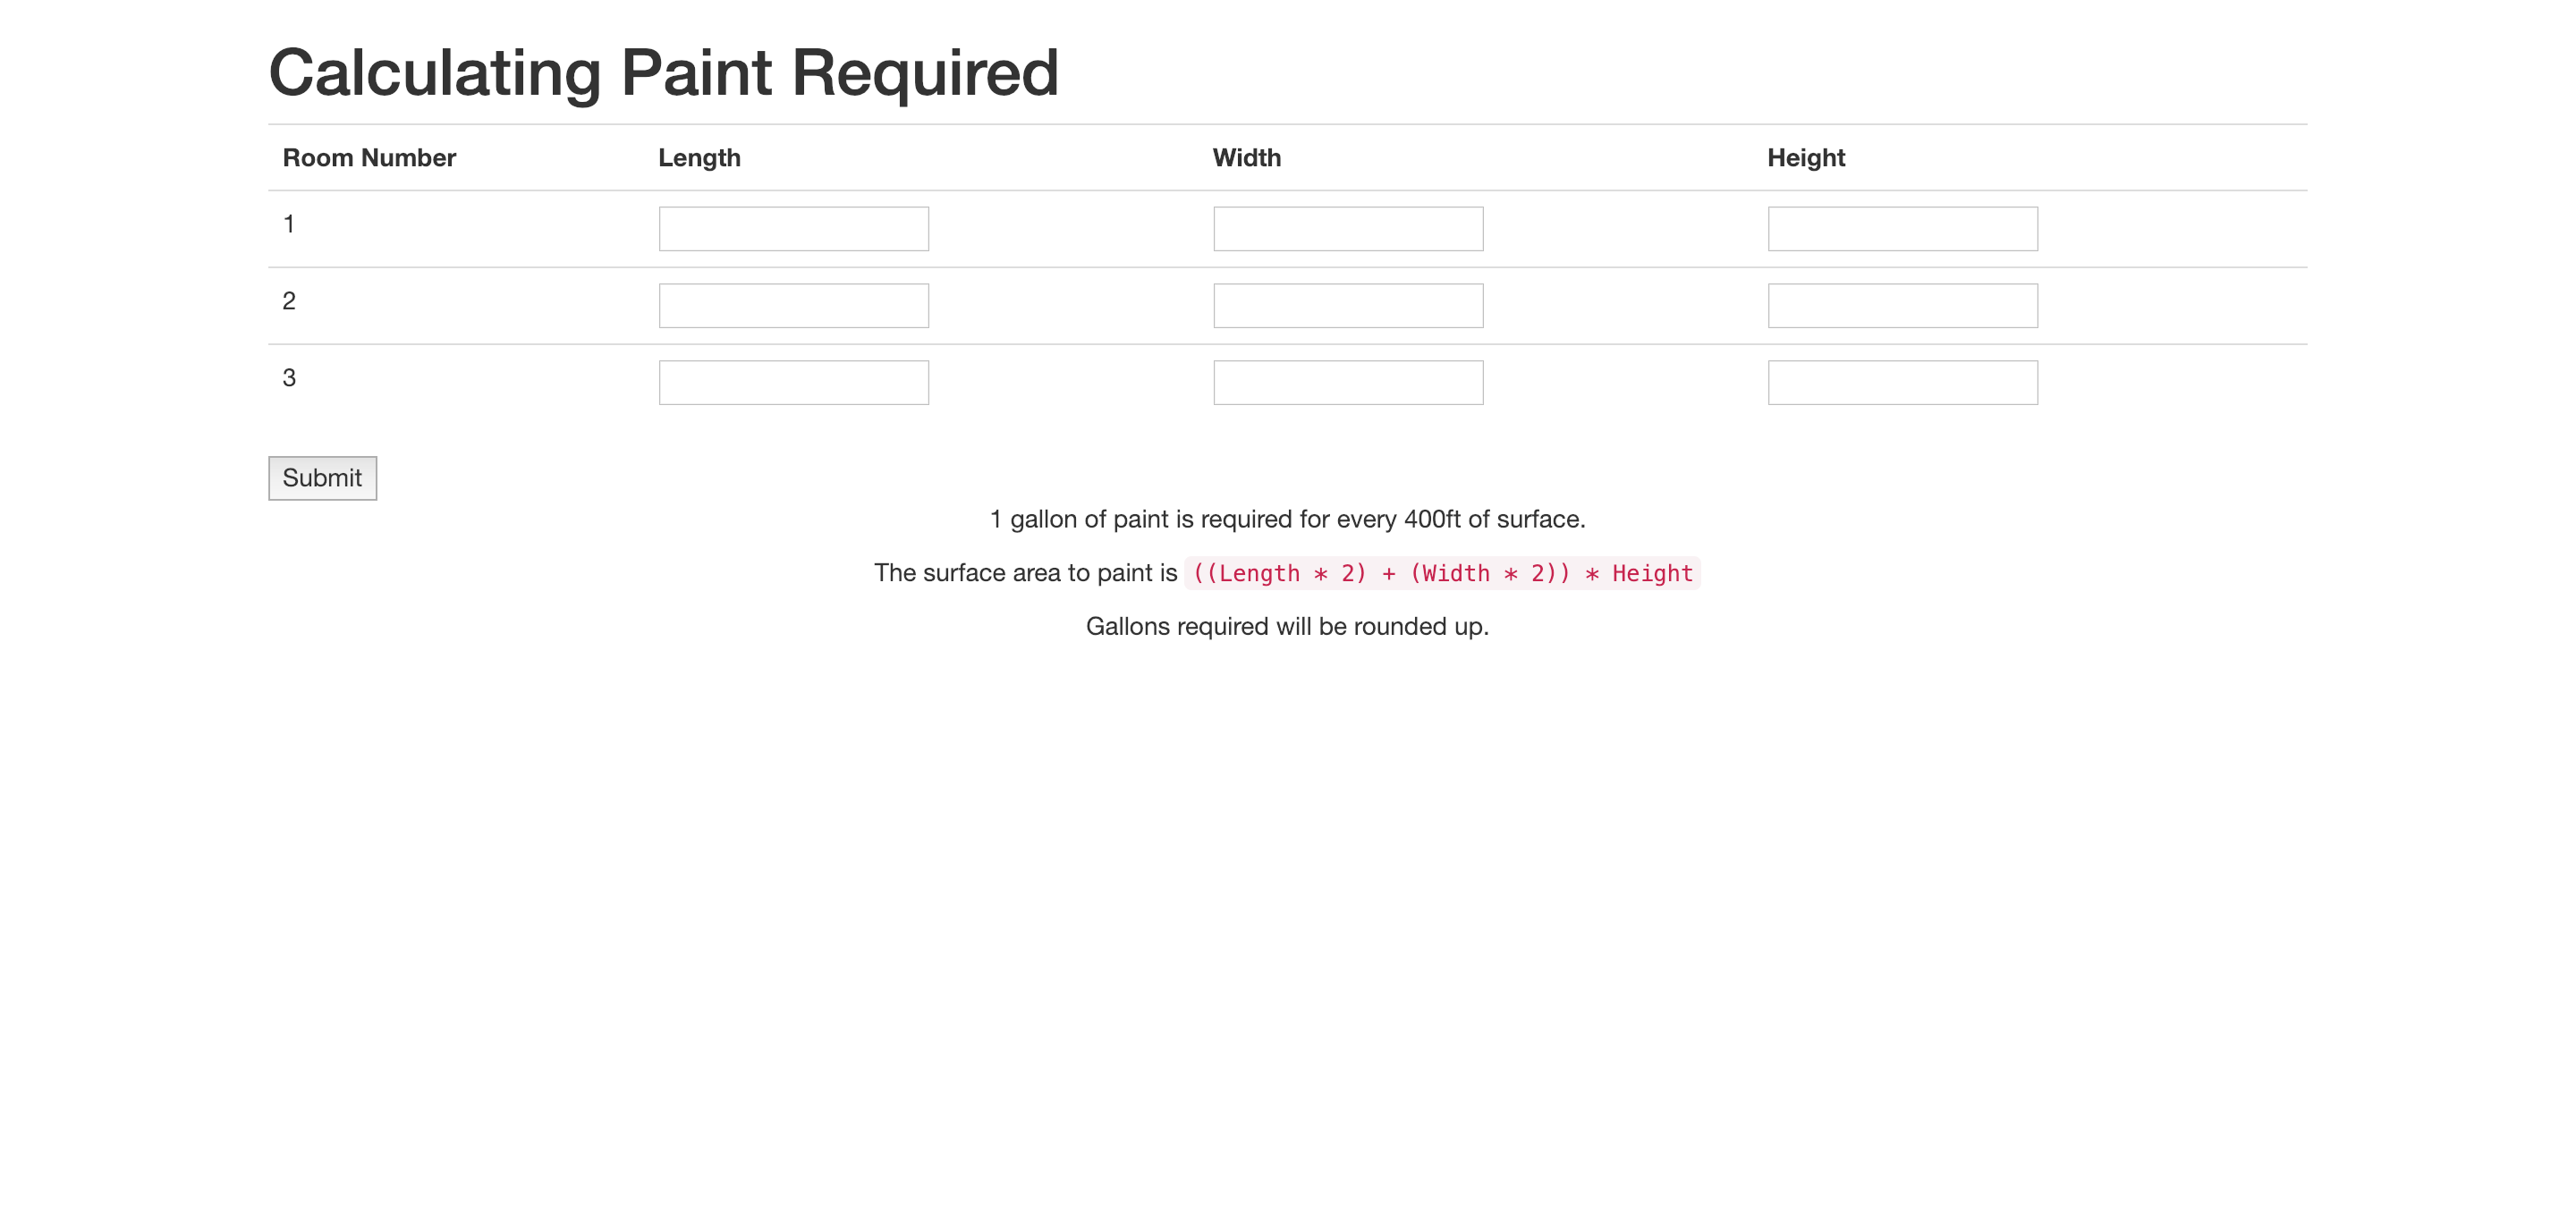 Calculating Paint Required
Room Number Length Width Height
1
2
3
Submit
1 gallon of paint is required for every 400ft of surface.
The surface area to paint is ((Length * 2) + (Width * 2)) * Height
Gallons required will be rounded up.